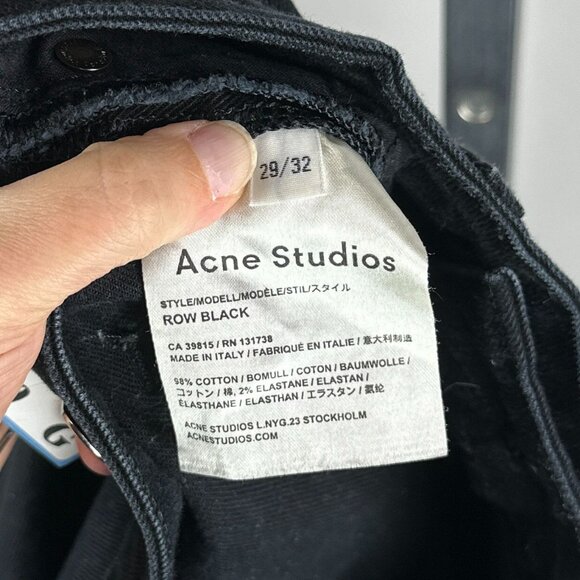 29/32
Acne Studios
STYLE/MODELL/MODÈLE/STIL/スタイル
ROW BLACK
CA 39815 / RN 131738
MADE IN ITALY / FABRIQUÉ EN ITALIE / 意大利制造
98% COTTON / BOMULL / COTON / BAUMWOLLE /
コットン / 棉, 2% ELASTANE / ELASTAN /
ÉLASTHANE / ELASTHAN / エラスタン / 氨纶
ACNE STUDIOS L.NYG.23 STOCKHOLM
ACNESTUDIOS.COM
G